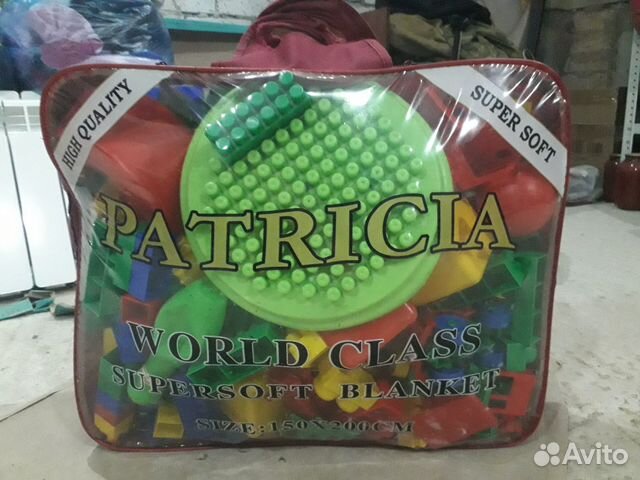 HIGH QUALITY
SUPER SOFT
PATRICIA
WORLD CLASS
SUPERSOFT BLANKET
SIZE:150X200CM
Avito